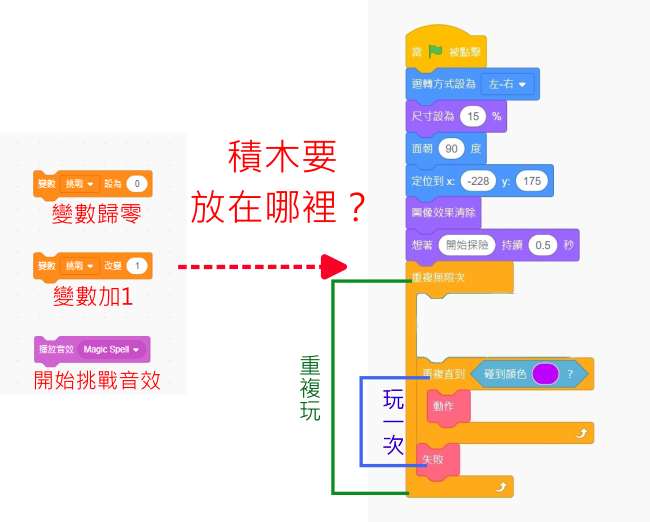 變數 挑戰 設為 0
變數歸零
變數 挑戰 改變 1
變數加1
播放音效 Magic Spell
開始挑戰音效
積木要
放在哪裡？
當 被點擊
迴轉方式設為 左-右
尺寸設為 15 %
面朝 90 度
定位到 x: -228 y: 175
圖像效果清除
想著 開始探險 持續 0.5 秒
重複無限次
重複直到 碰到顏色 ?
動作
失敗
重複玩
玩一次